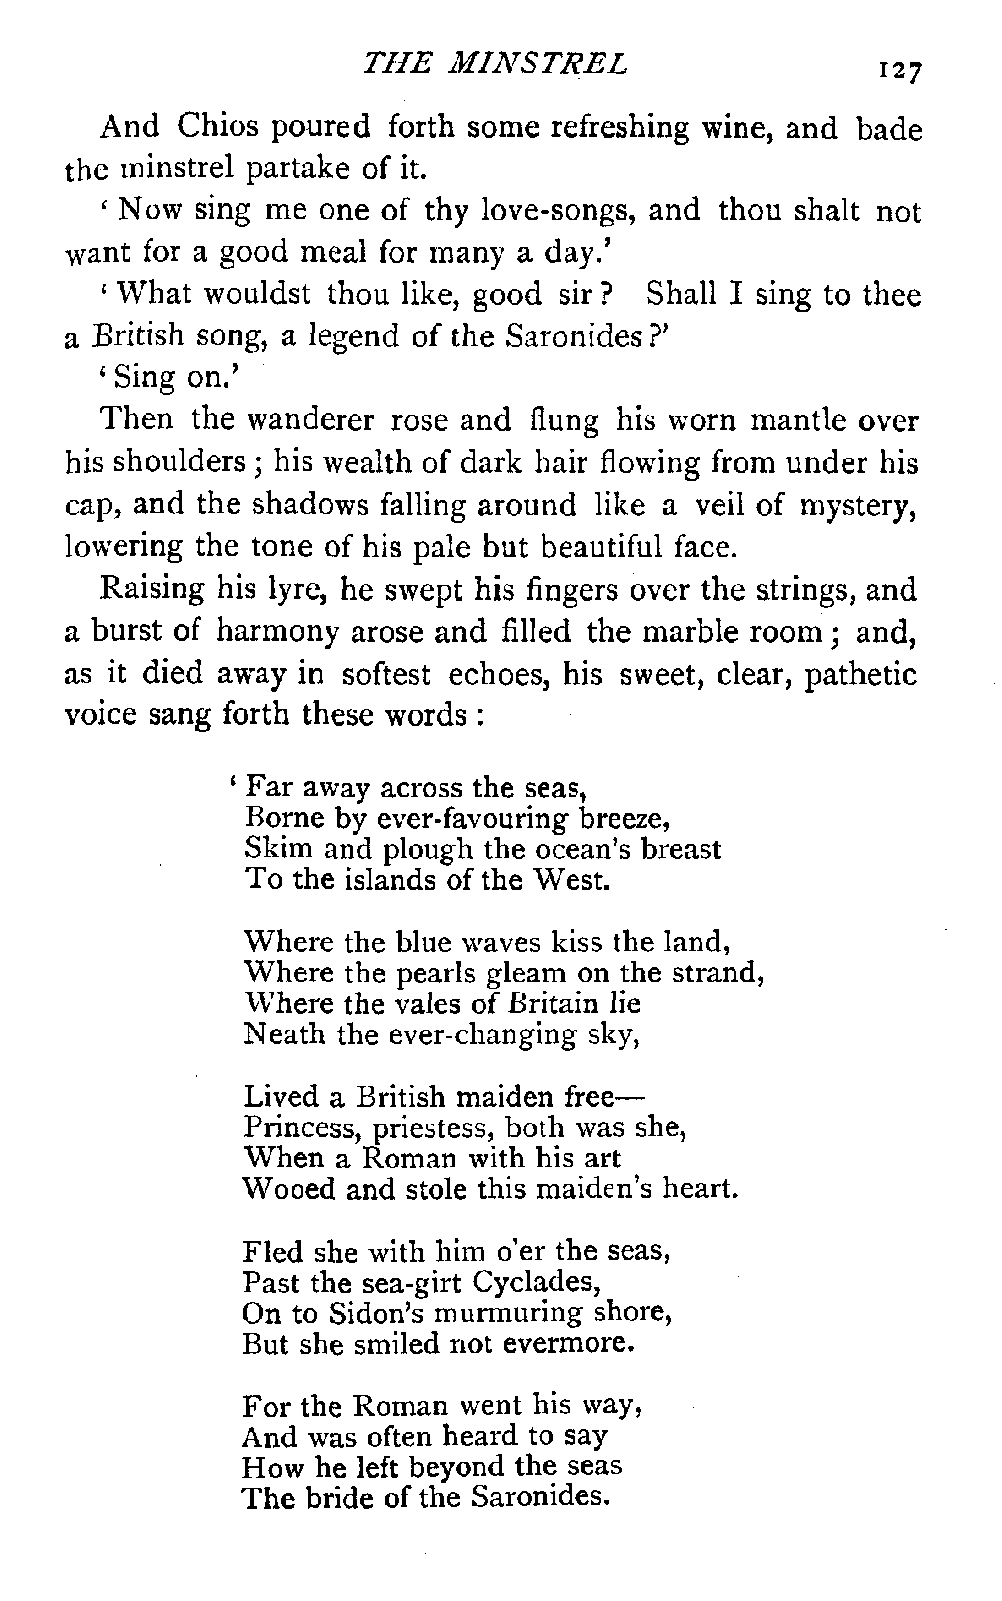 THE MINSTREL 127
And Chios poured forth some refreshing wine, and bade
the minstrel partake of it.
‘ Now sing me one of thy love-songs, and thou shalt not
want for a good meal for many a day.’
‘ What wouldst thou like, good sir ? Shall I sing to thee
a British song, a legend of the Saronides ?’
‘ Sing on.’
Then the wanderer rose and flung his worn mantle over
his shoulders ; his wealth of dark hair flowing from under his
cap, and the shadows falling around like a veil of mystery,
lowering the tone of his pale but beautiful face.
Raising his lyre, he swept his fingers over the strings, and
a burst of harmony arose and filled the marble room ; and,
as it died away in softest echoes, his sweet, clear, pathetic
voice sang forth these words :
‘ Far away across the seas,
Borne by ever-favouring breeze,
Skim and plough the ocean’s breast
To the islands of the West.
Where the blue waves kiss the land,
Where the pearls gleam on the strand,
Where the vales of Britain lie
Neath the ever-changing sky,
Lived a British maiden free—
Princess, priestess, both was she,
When a Roman with his art
Wooed and stole this maiden’s heart.
Fled she with him o’er the seas,
Past the sea-girt Cyclades,
On to Sidon’s murmuring shore,
But she smiled not evermore.
For the Roman went his way,
And was often heard to say
How he left beyond the seas
The bride of the Saronides.